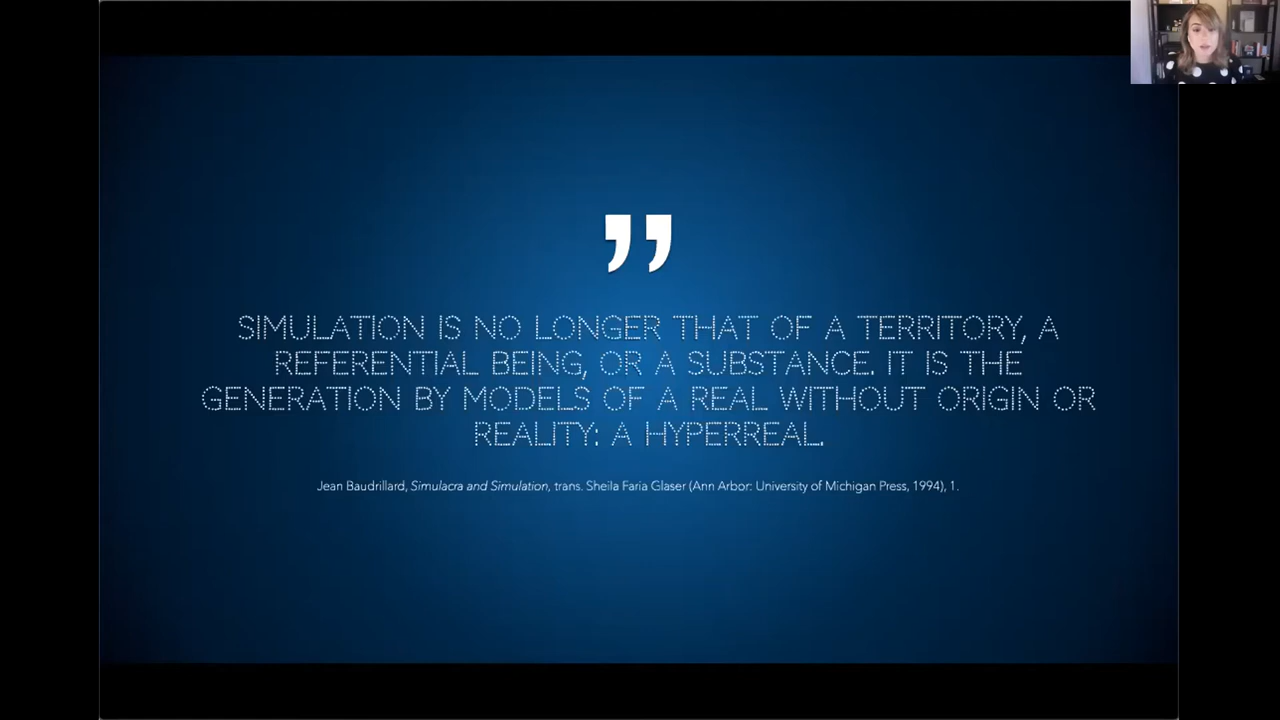 ”
SIMULATION IS NO LONGER THAT OF A TERRITORY, A
REFERENTIAL BEING, OR A SUBSTANCE. IT IS THE
GENERATION BY MODELS OF A REAL WITHOUT ORIGIN OR
REALITY: A HYPERREAL.
Jean Baudrillard, Simulacra and Simulation, trans. Sheila Faria Glaser (Ann Arbor: University of Michigan Press, 1994), 1.